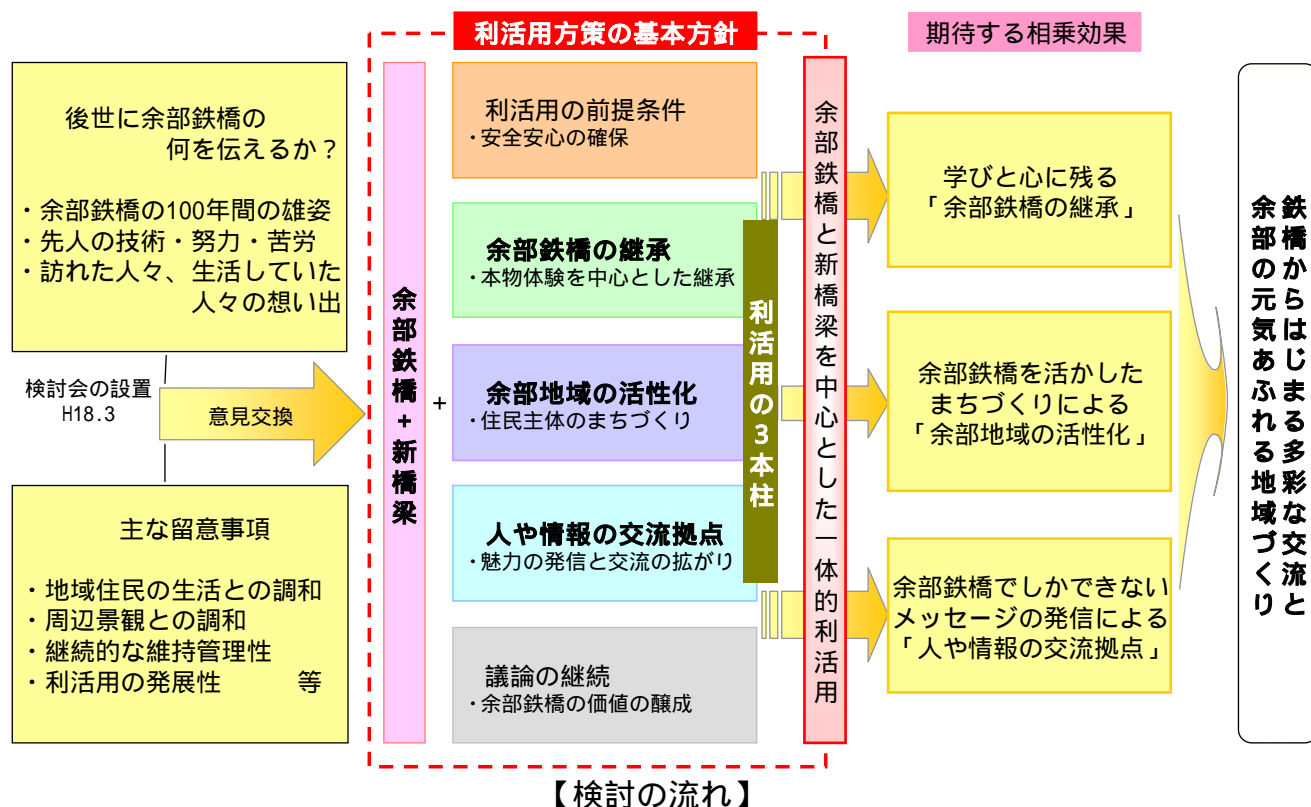 利活用方策の基本方針
期待する相乗効果
後世に余部鉄橋の
何を伝えるか？
・余部鉄橋の100年間の雄姿
・先人の技術・努力・苦労
・訪れた人々、生活していた
人々の想い出
検討会の設置
H18.3
意見交換
主な留意事項
・地域住民の生活との調和
・周辺景観との調和
・継続的な維持管理性
・利活用の発展性　　　等
余部鉄橋+新橋梁
+
利活用の前提条件
・安全安心の確保
余部鉄橋の継承
・本物体験を中心とした継承
余部地域の活性化
・住民主体のまちづくり
人や情報の交流拠点
・魅力の発信と交流の拡がり
議論の継続
・余部鉄橋の価値の醸成
利活用の3本柱
余部鉄橋と新橋梁を中心とした一体的利活用
学びと心に残る
「余部鉄橋の継承」
余部鉄橋を活かした
まちづくりによる
「余部地域の活性化」
余部鉄橋でしかできない
メッセージの発信による
「人や情報の交流拠点」
鉄橋からはじまる多彩な交流と
余部の元気あふれる地域づくり
【検討の流れ】